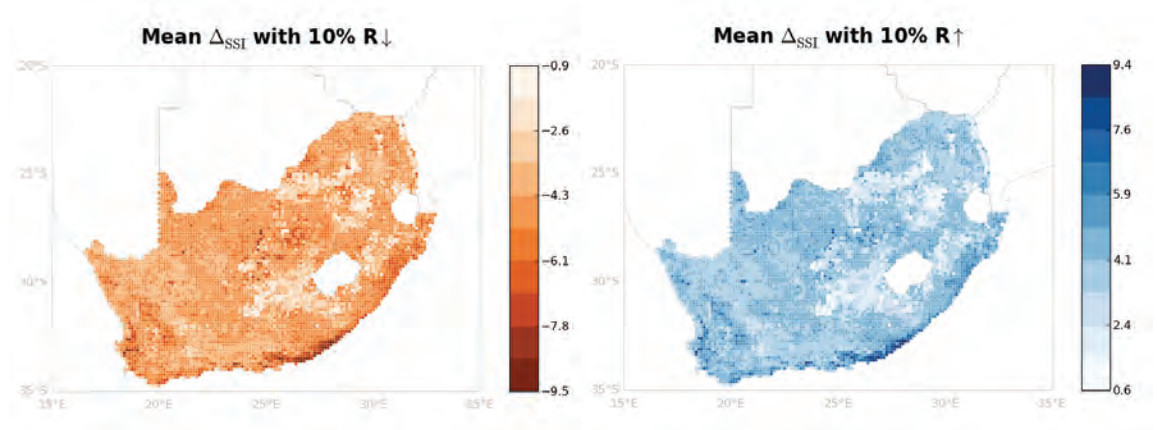 Mean Δ_SSI with 10% R↓
Mean Δ_SSI with 10% R↑
20°S
25°S
30°S
35°S
15°E
20°E
25°E
30°E
35°E
−0.9
−2.6
−4.3
−6.1
−7.8
−9.5
20°S
25°S
30°S
35°S
15°E
20°E
25°E
30°E
35°E
9.4
7.6
5.9
4.1
2.4
0.6